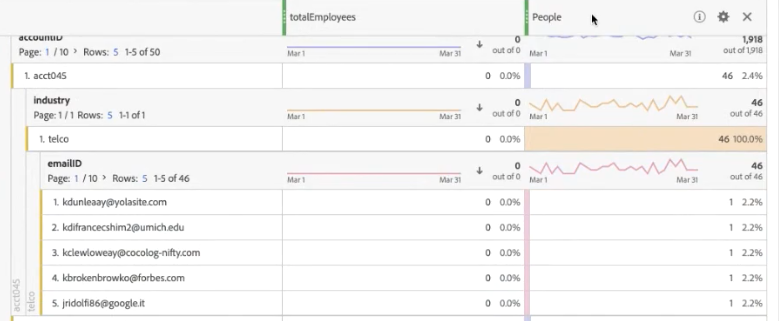 totalEmployees People
accountID
Page: 1 / 10 > Rows: 5 1-5 of 50 0 out of 0 Mar 1 Mar 31 1,918 out of 1,918 Mar 1 Mar 31
1. acct045 0 0.0% 46 2.4%
industry
Page: 1 / 1 Rows: 5 1-1 of 1 0 out of 0 Mar 1 Mar 31 46 out of 46 Mar 1 Mar 31
1. telco 0 0.0% 46 100.0%
emailID
Page: 1 / 10 > Rows: 5 1-5 of 46 0 out of 0 Mar 1 Mar 31 46 out of 46 Mar 1 Mar 31
1. kdunleaay@yolasite.com 0 0.0% 1 2.2%
2. kdifrancecshim2@umich.edu 0 0.0% 1 2.2%
3. kclewloweay@cocolog-nifty.com 0 0.0% 1 2.2%
4. kbrokenbrowko@forbes.com 0 0.0% 1 2.2%
5. jridolfi86@google.it 0 0.0% 1 2.2%
acct045
telco